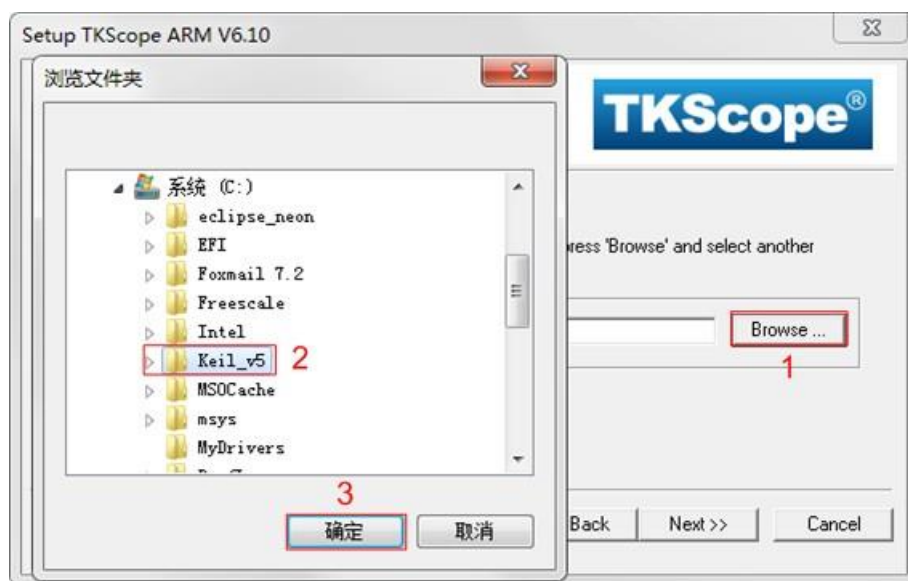 Setup TKScope ARM V6.10
浏览文件夹
TKScope®
系统 (C:)
eclipse_neon
EFI
Foxmail 7.2
Freescale
Intel
Keil_v5 2
MSOCache
msys
MyDrivers
press 'Browse' and select another
Browse ...
1
3
确定 取消
Back Next >> Cancel